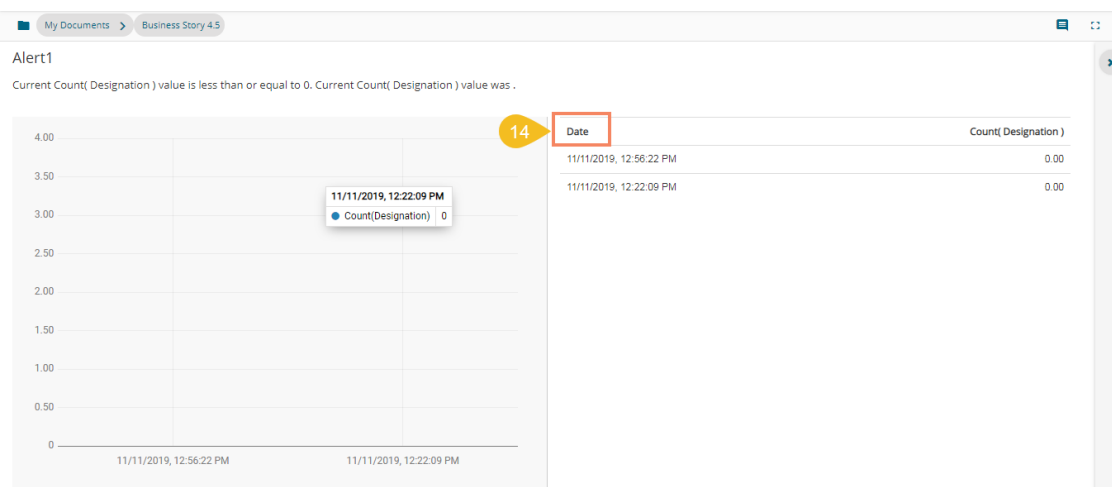 My Documents Business Story 4.5
Alert1
Current Count( Designation ) value is less than or equal to 0. Current Count( Designation ) value was .
4.00
3.50
3.00
2.50
2.00
1.50
1.00
0.50
0
11/11/2019, 12:22:09 PM
Count(Designation) 0
11/11/2019, 12:56:22 PM 11/11/2019, 12:22:09 PM
14
Date Count( Designation )
11/11/2019, 12:56:22 PM 0.00
11/11/2019, 12:22:09 PM 0.00